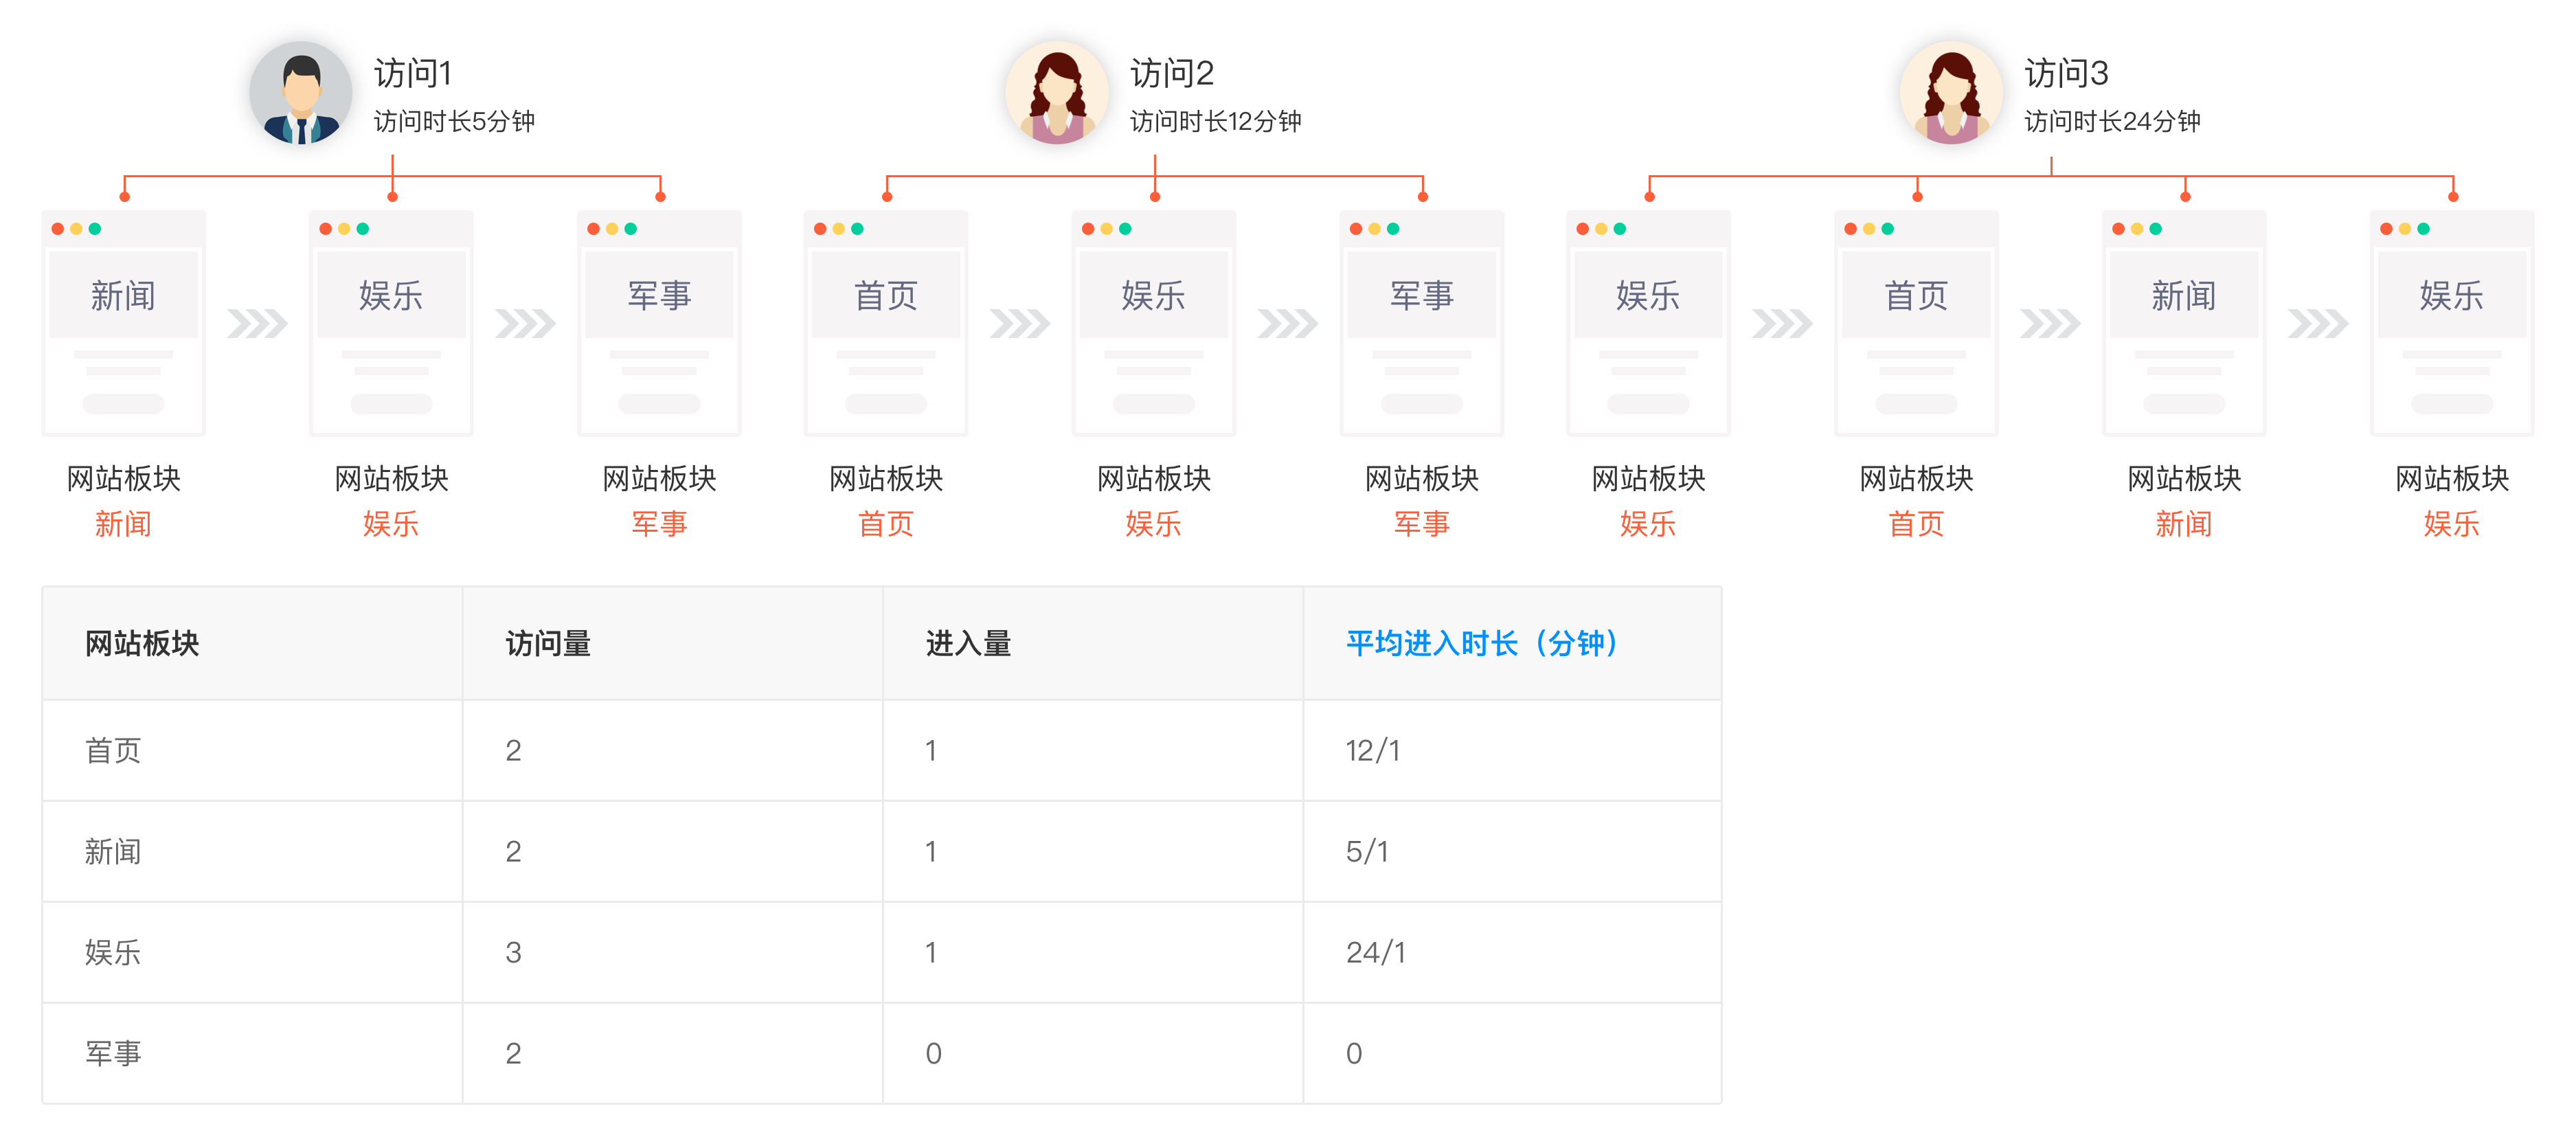 访问1
访问时长5分钟
访问2
访问时长12分钟
访问3
访问时长24分钟
新闻
娱乐
军事
首页
娱乐
军事
娱乐
首页
新闻
娱乐
网站板块
新闻
网站板块
娱乐
网站板块
军事
网站板块
首页
网站板块
娱乐
网站板块
军事
网站板块
娱乐
网站板块
首页
网站板块
新闻
网站板块
娱乐
网站板块 访问量 进入量 平均进入时长（分钟）
首页 2 1 12/1
新闻 2 1 5/1
娱乐 3 1 24/1
军事 2 0 0